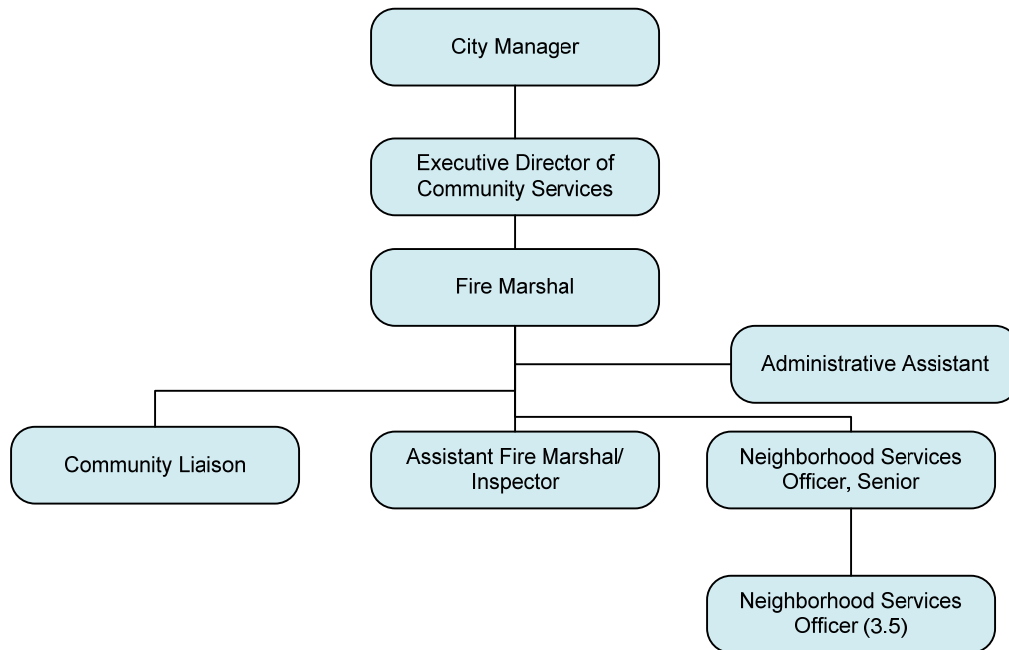 City Manager
Executive Director of
Community Services
Fire Marshal
Administrative Assistant
Community Liaison
Assistant Fire Marshal/
Inspector
Neighborhood Services
Officer, Senior
Neighborhood Services
Officer (3.5)